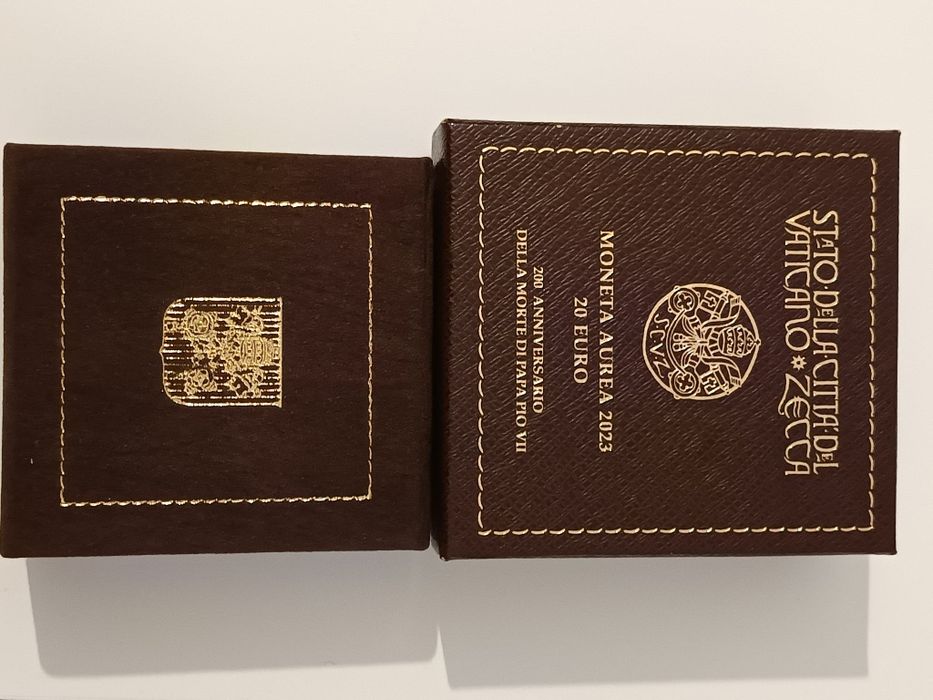 STATO · DELLA CITTA' DEL
VATICANO * ZECCA
SCVZ
MONETA AUREA 2023
20 EURO
200 ANNIVERSARIO
DELLA MORTE DI PAPA PIO VII